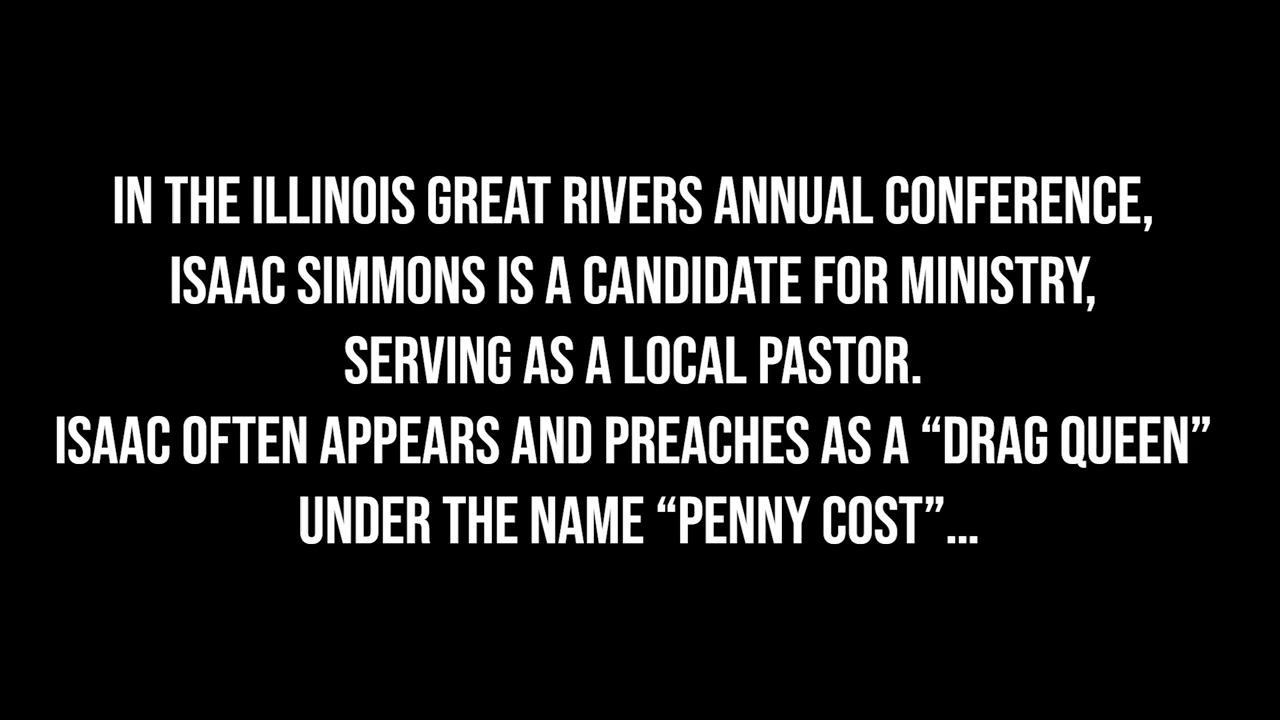 IN THE ILLINOIS GREAT RIVERS ANNUAL CONFERENCE,
ISAAC SIMMONS IS A CANDIDATE FOR MINISTRY,
SERVING AS A LOCAL PASTOR.
ISAAC OFTEN APPEARS AND PREACHES AS A “DRAG QUEEN”
UNDER THE NAME “PENNY COST”...